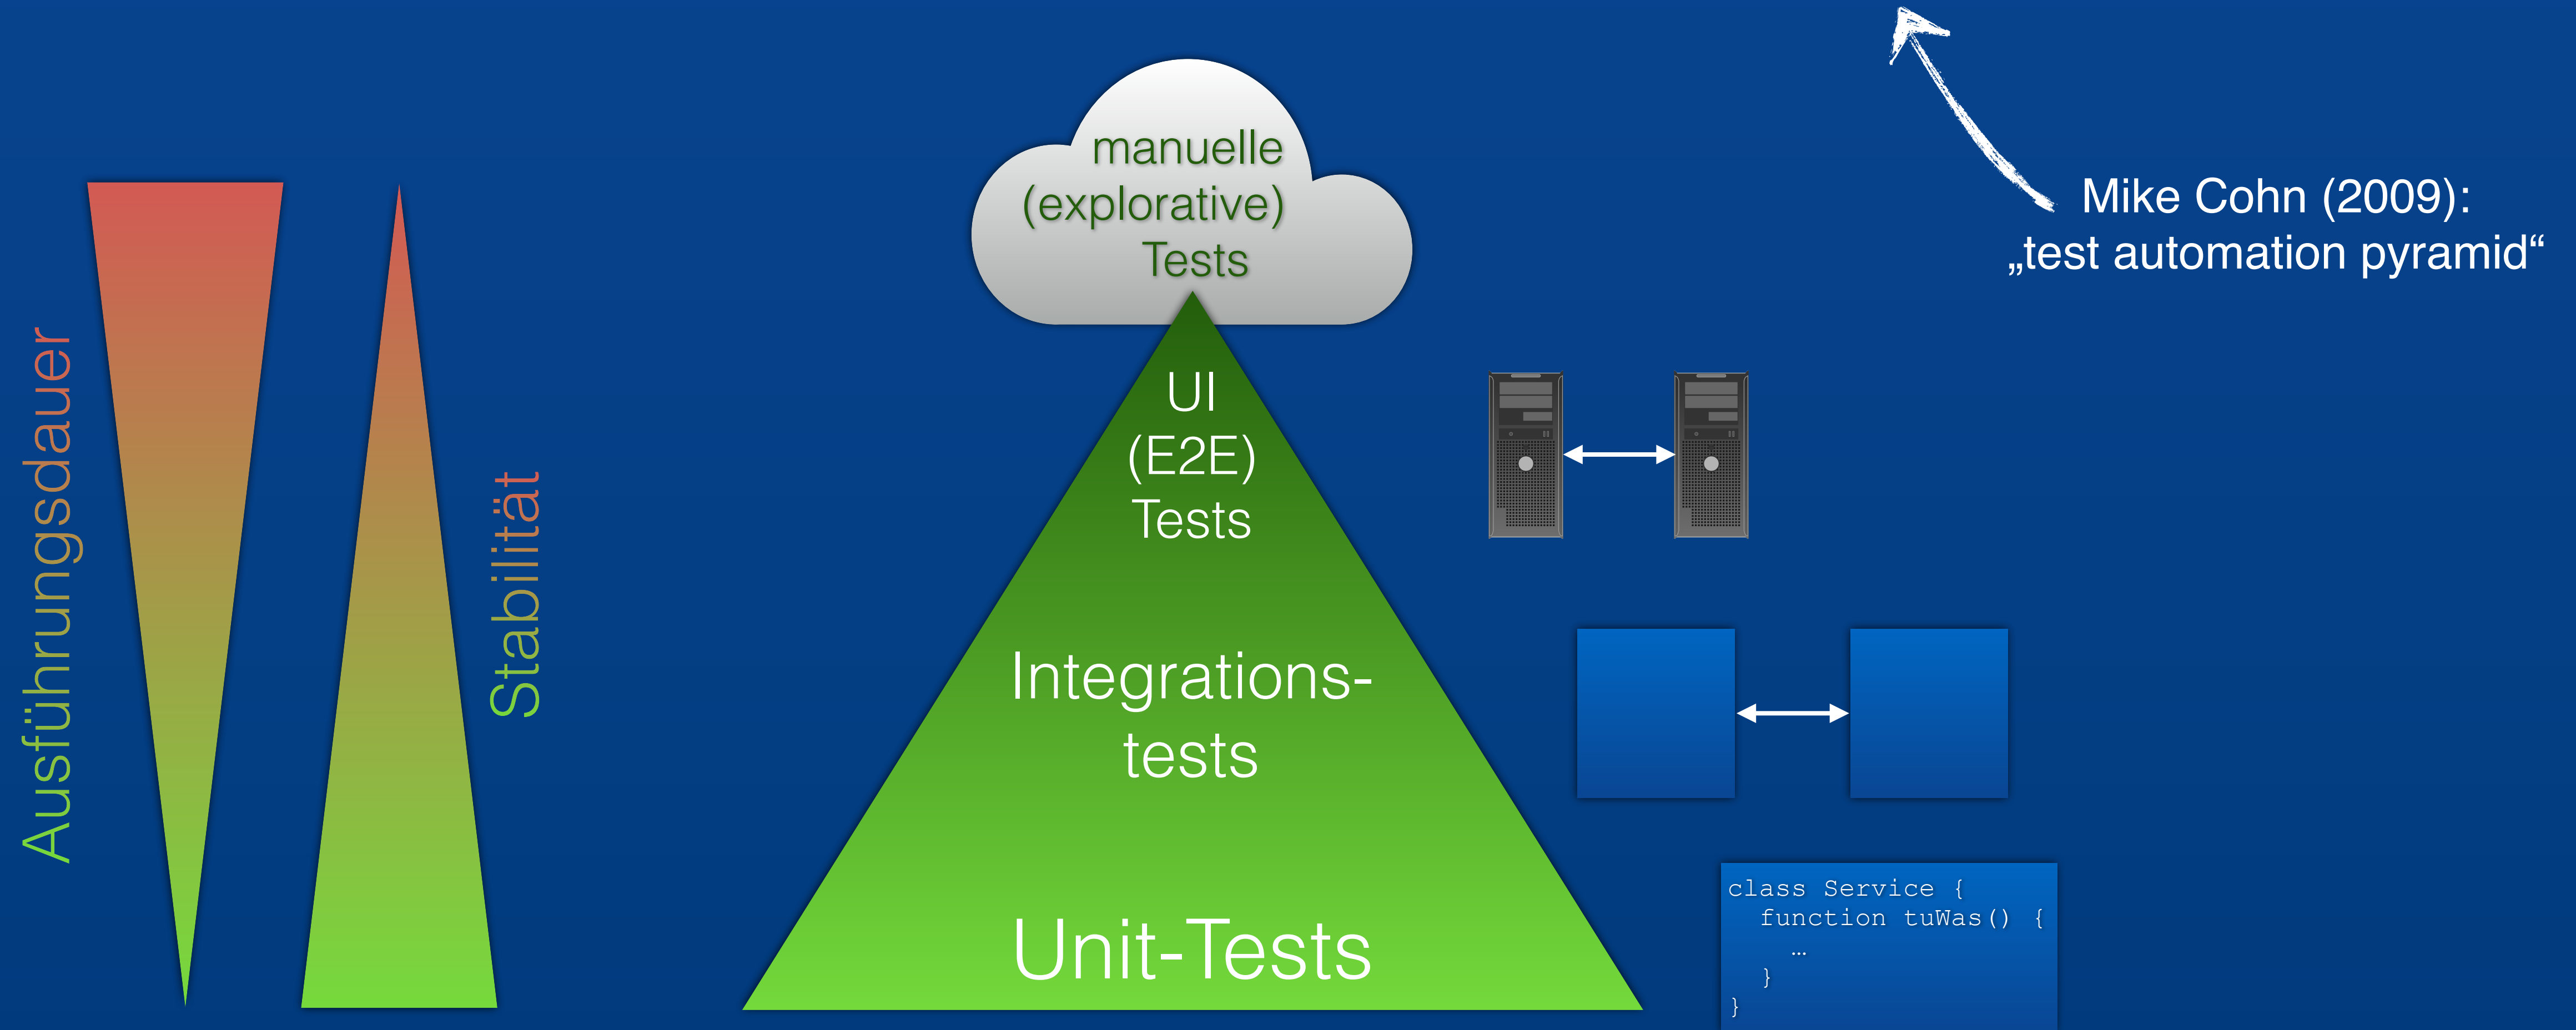 manuelle
(explorative)
Tests
Mike Cohn (2009):
„test automation pyramid“
Ausführungsdauer
Stabilität
UI
(E2E)
Tests
Integrations-
tests
Unit-Tests
class Service {
  function tuWas() {
    …
  }
}